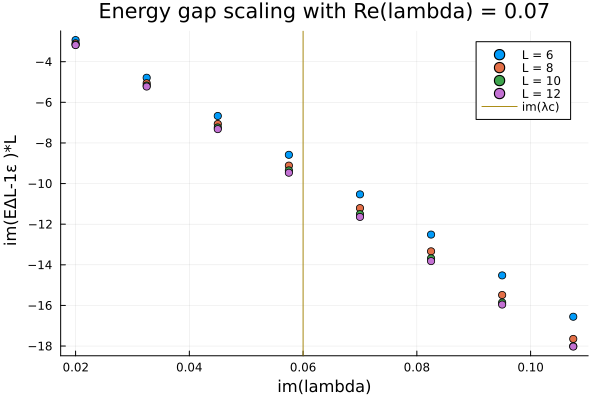 Energy gap scaling with Re(lambda) = 0.07
im(EΔL-1ε )*L
−4
−6
−8
−10
−12
−14
−16
−18
L = 6
L = 8
L = 10
L = 12
im(λc)
0.02
0.04
0.06
0.08
0.10
im(lambda)